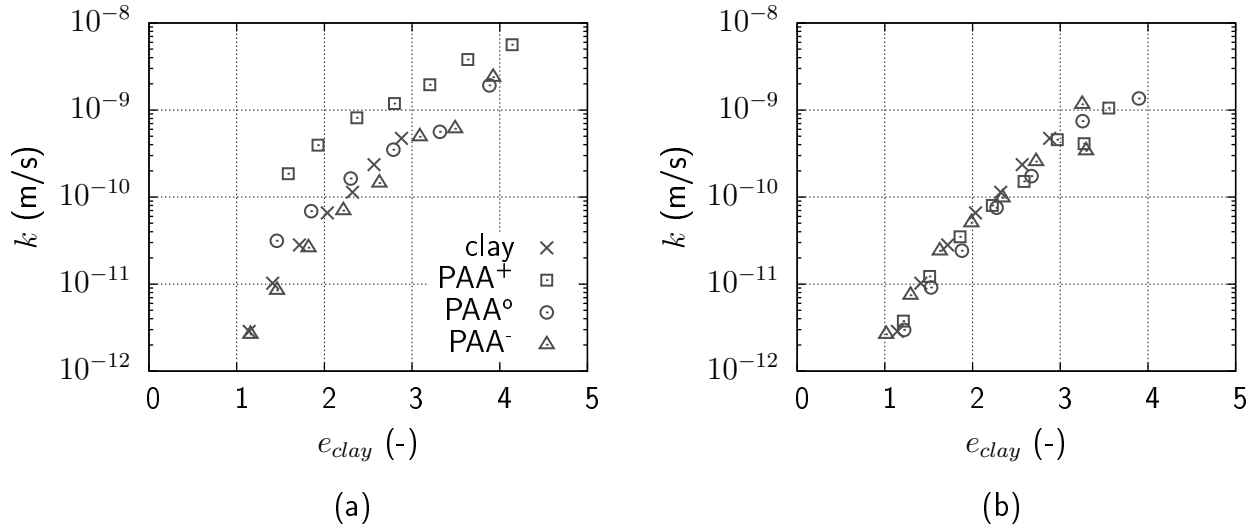 10⁻⁸
10⁻⁹
10⁻¹⁰
10⁻¹¹
10⁻¹²
k (m/s)
clay
PAA⁺
PAAº
PAA⁻
0 1 2 3 4 5
e_clay (-)
(a)
10⁻⁸
10⁻⁹
10⁻¹⁰
10⁻¹¹
10⁻¹²
k (m/s)
0 1 2 3 4 5
e_clay (-)
(b)